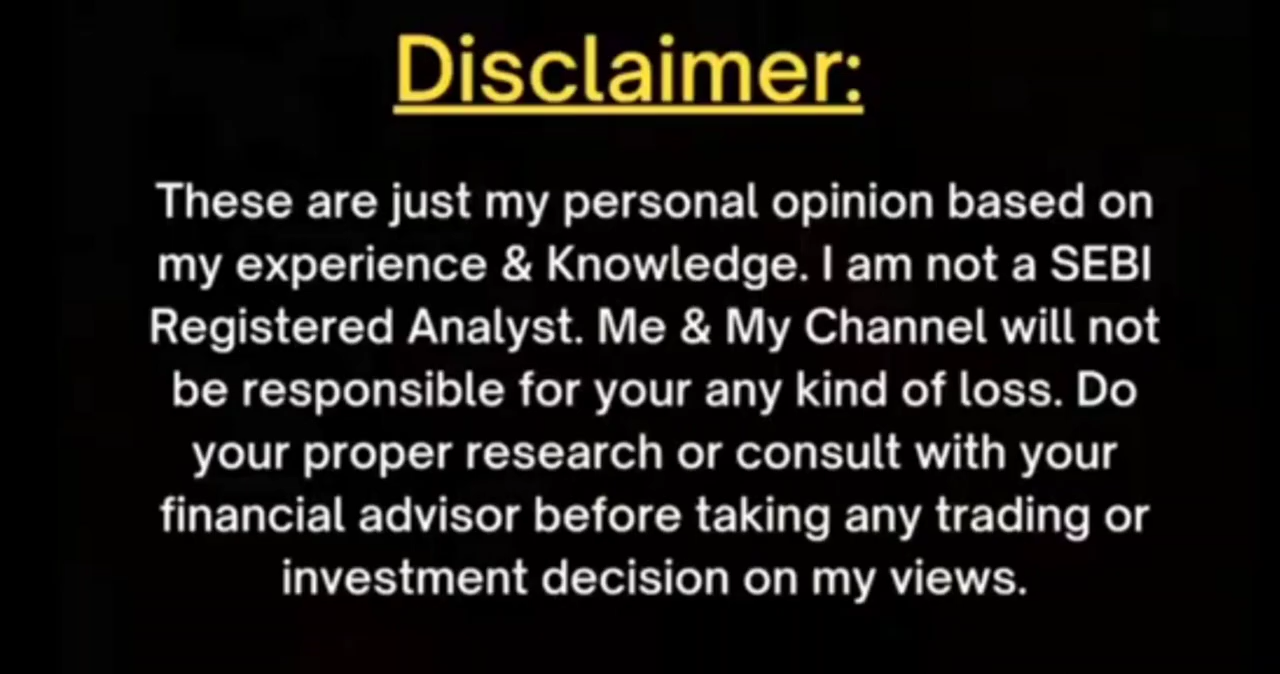 Disclaimer:
These are just my personal opinion based on
my experience & Knowledge. I am not a SEBI
Registered Analyst. Me & My Channel will not
be responsible for your any kind of loss. Do
your proper research or consult with your
financial advisor before taking any trading or
investment decision on my views.